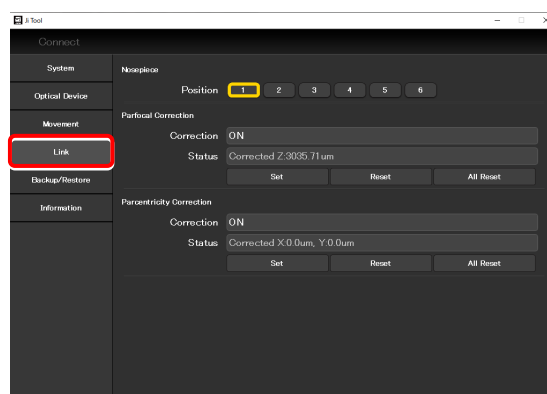 Ji Tool
Connect
System
Optical Device
Movement
Link
Backup/Restore
Information
Nosepiece
Position 1 2 3 4 5 6
Parfocal Correction
Correction ON
Status Corrected Z:3035.71um
Set Reset All Reset
Parcentricity Correction
Correction ON
Status Corrected X:0.0um, Y:0.0um
Set Reset All Reset